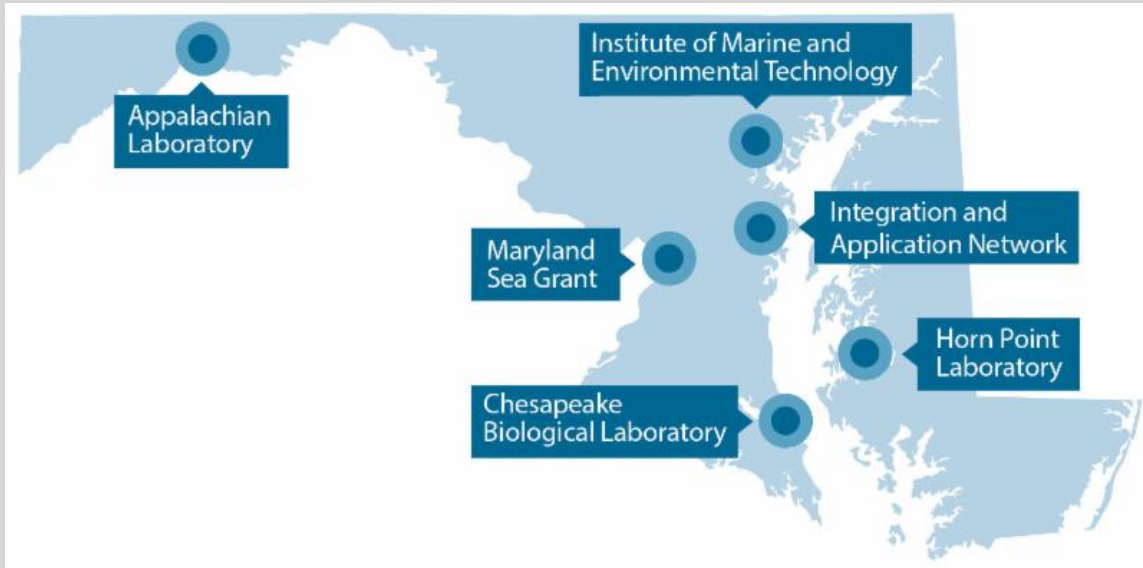 Institute of Marine and
Environmental Technology
Appalachian
Laboratory
Integration and
Application Network
Maryland
Sea Grant
Horn Point
Laboratory
Chesapeake
Biological Laboratory